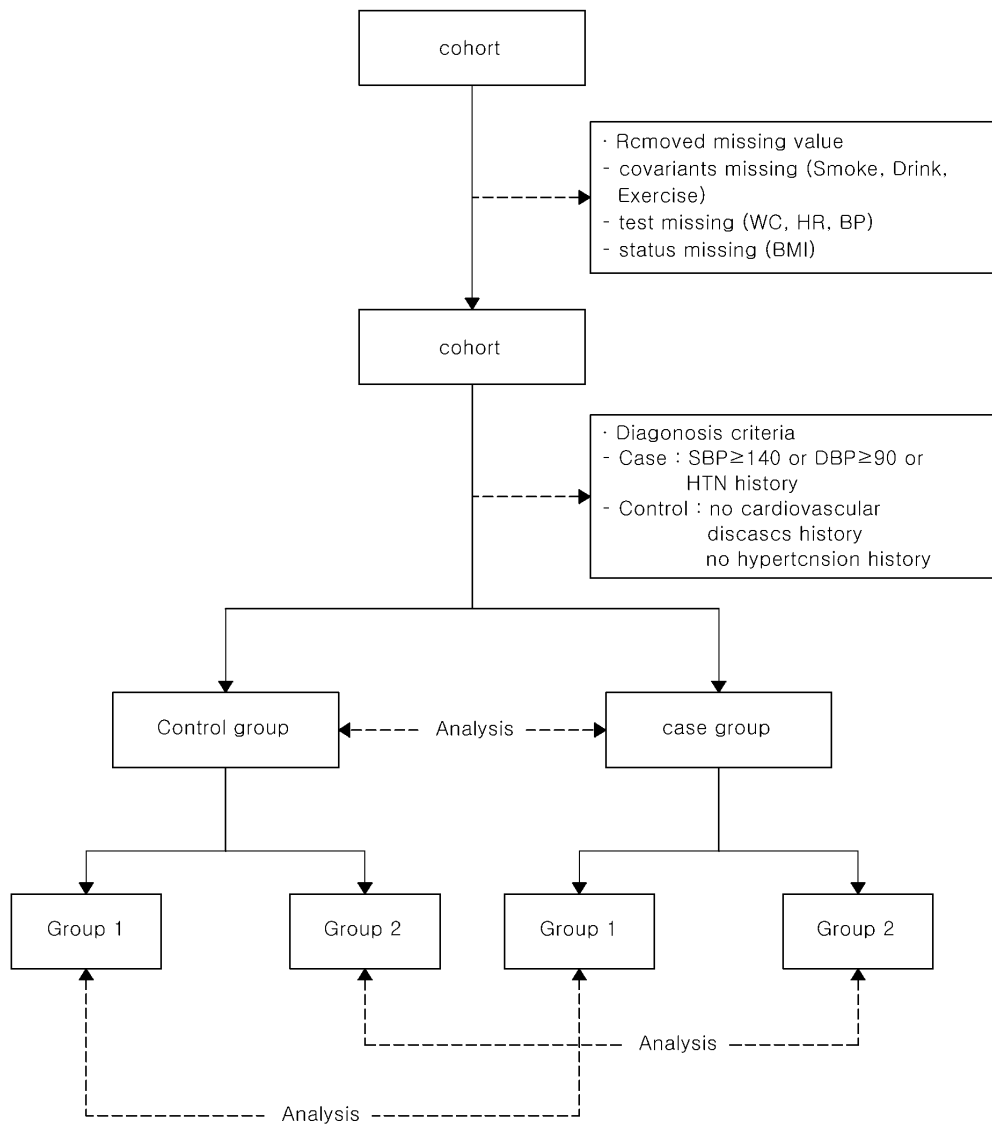 cohort
· Rcmoved missing value
- covariants missing (Smoke, Drink,
Exercise)
- test missing (WC, HR, BP)
- status missing (BMI)
cohort
· Diagonosis criteria
- Case : SBP≥140 or DBP≥90 or
HTN history
- Control : no cardiovascular
discascs history
no hypertcnsion history
Control group
Analysis
case group
Group 1
Group 2
Group 1
Group 2
Analysis
Analysis